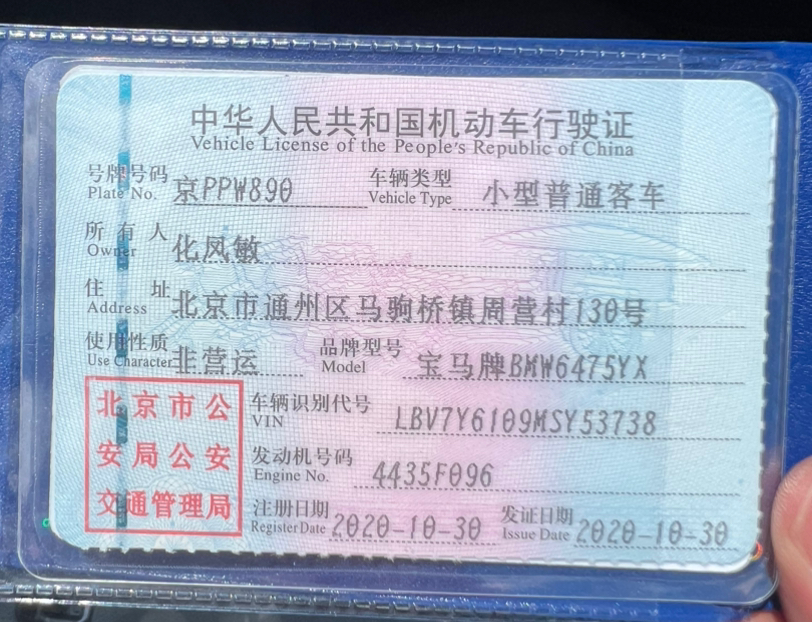 中华人民共和国机动车行驶证
Vehicle License of the People's Republic of China
号牌号码 京PPW890 车辆类型 小型普通客车
Plate No. Vehicle Type
所有人 化凤敏
Owner
住址 北京市通州区马驹桥镇周营村130号
Address
使用性质 非营运 品牌型号 宝马牌BMW6475YX
Use Character Model
北京市公
安局公安
交通管理局
车辆识别代号 LBV7Y6109MSY53738
VIN
发动机号码 4435F096
Engine No.
注册日期 2020-10-30 发证日期 2020-10-30
Register Date Issue Date